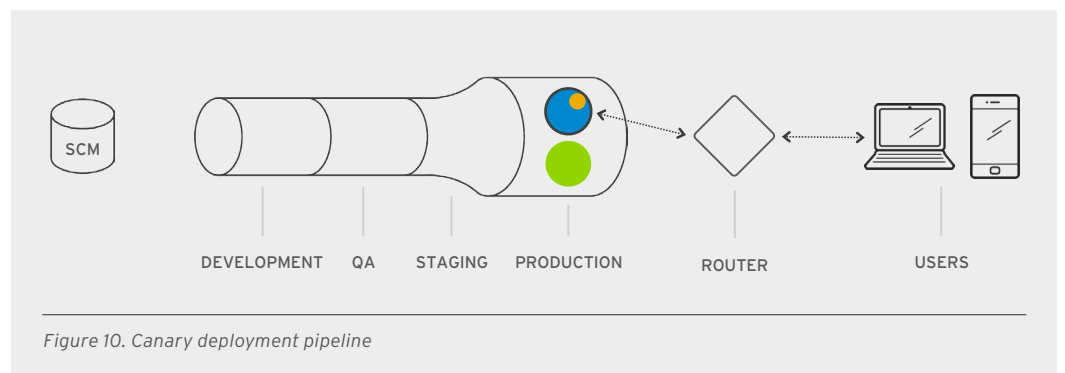 SCM
DEVELOPMENT QA STAGING PRODUCTION ROUTER USERS
Figure 10. Canary deployment pipeline